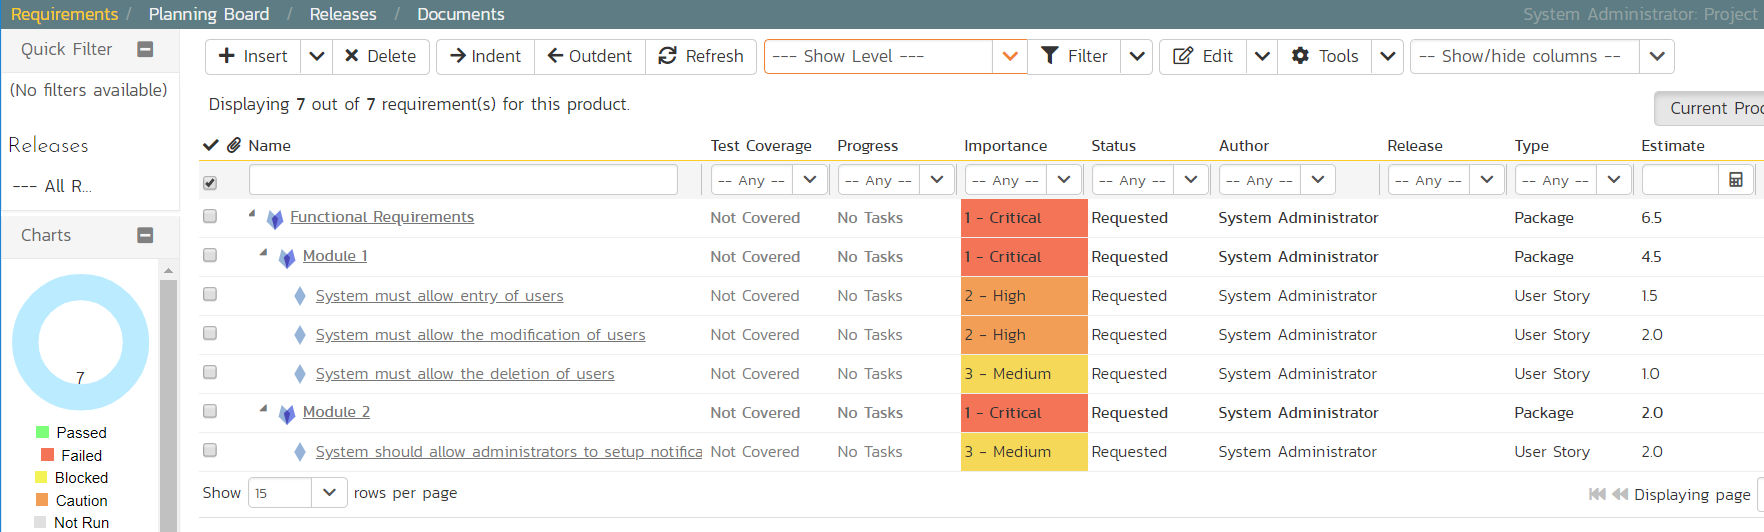 Requirements / Planning Board / Releases / Documents System Administrator: Project
Quick Filter
(No filters available)
Releases
--- All R...
Charts
7
Passed
Failed
Blocked
Caution
Not Run
Insert Delete Indent Outdent Refresh --- Show Level --- Filter Edit Tools -- Show/hide columns --
Displaying 7 out of 7 requirement(s) for this product.
Current Proc
Name Test Coverage Progress Importance Status Author Release Type Estimate
-- Any -- -- Any -- -- Any -- -- Any -- -- Any -- -- Any -- -- Any --
Functional Requirements Not Covered No Tasks 1 - Critical Requested System Administrator Package 6.5
Module 1 Not Covered No Tasks 1 - Critical Requested System Administrator Package 4.5
System must allow entry of users Not Covered No Tasks 2 - High Requested System Administrator User Story 1.5
System must allow the modification of users Not Covered No Tasks 2 - High Requested System Administrator User Story 2.0
System must allow the deletion of users Not Covered No Tasks 3 - Medium Requested System Administrator User Story 1.0
Module 2 Not Covered No Tasks 1 - Critical Requested System Administrator Package 2.0
System should allow administrators to setup notifica Not Covered No Tasks 3 - Medium Requested System Administrator User Story 2.0
Show 15 rows per page Displaying page